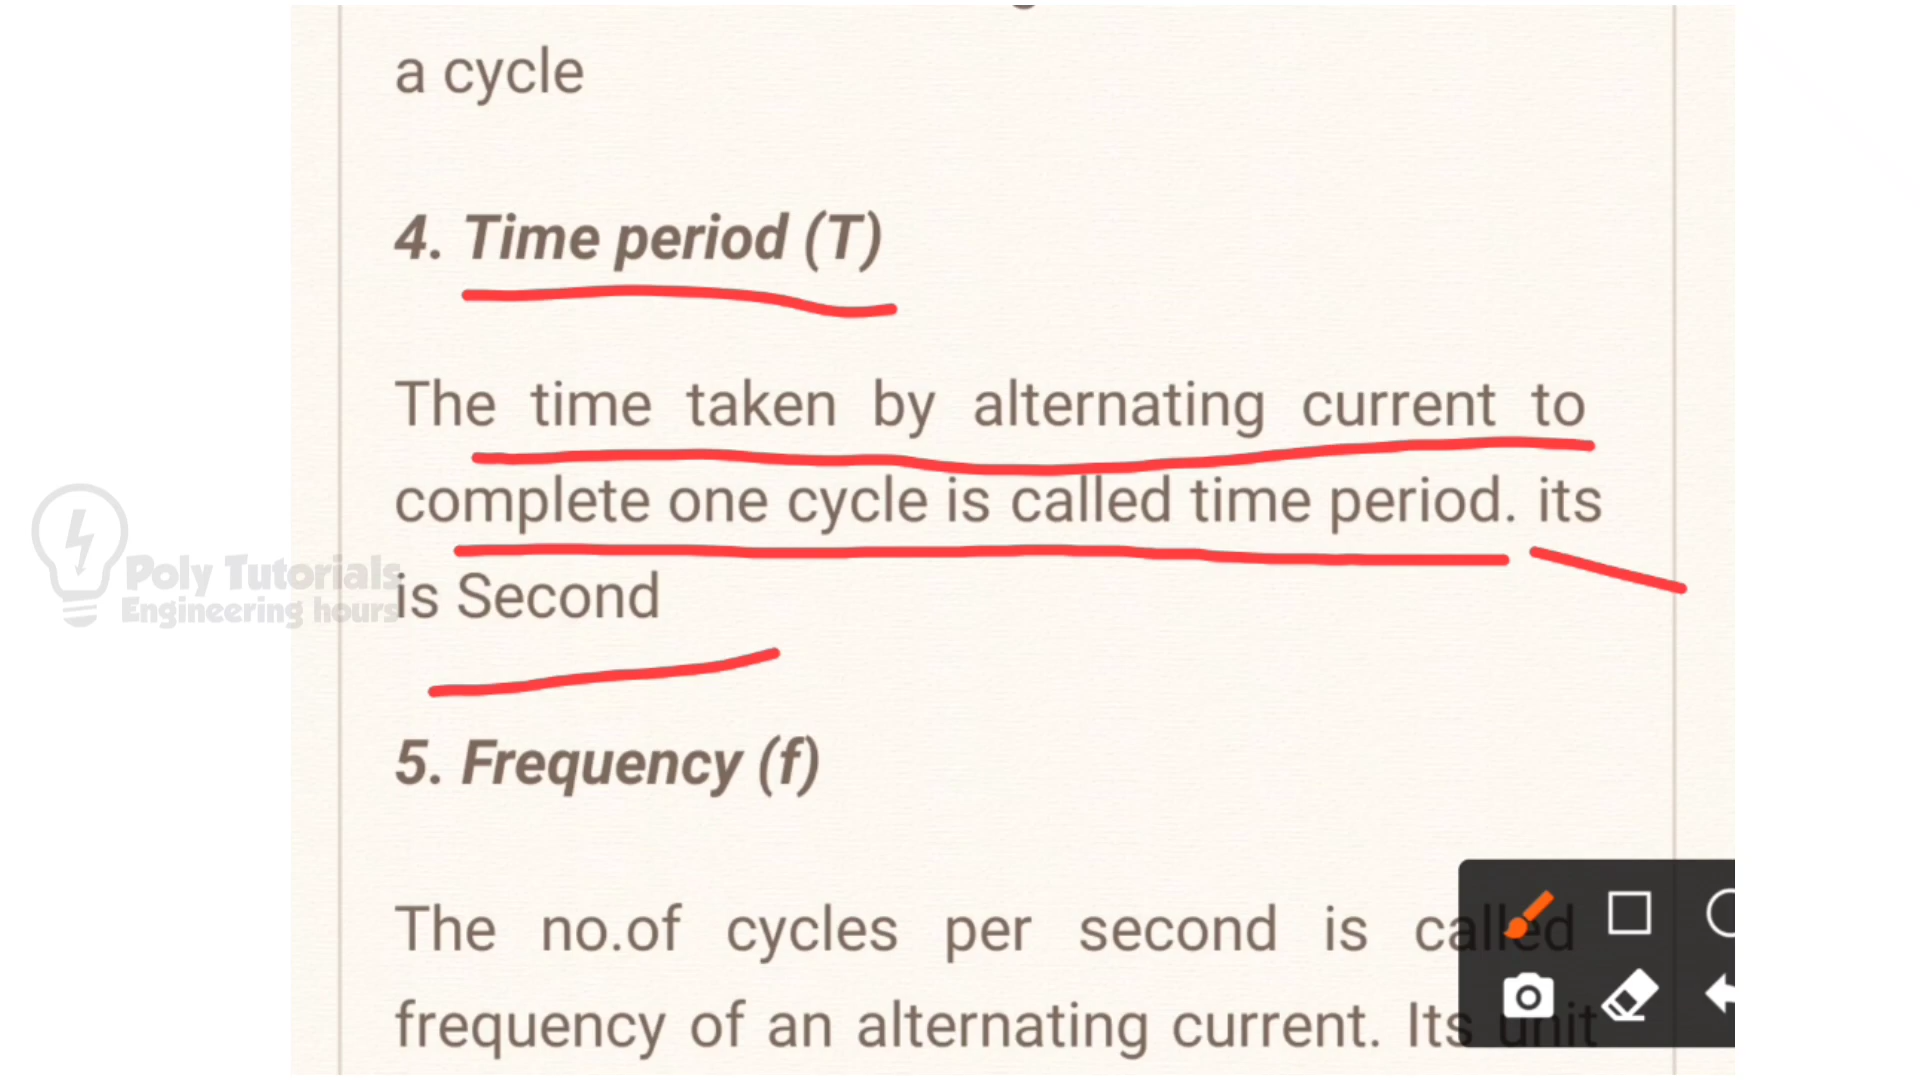 a cycle
4. Time period (T)
The time taken by alternating current to
complete one cycle is called time period. its
is Second
Poly Tutorials
Engineering hours
5. Frequency (f)
The no.of cycles per second is called
frequency of an alternating current. Its unit